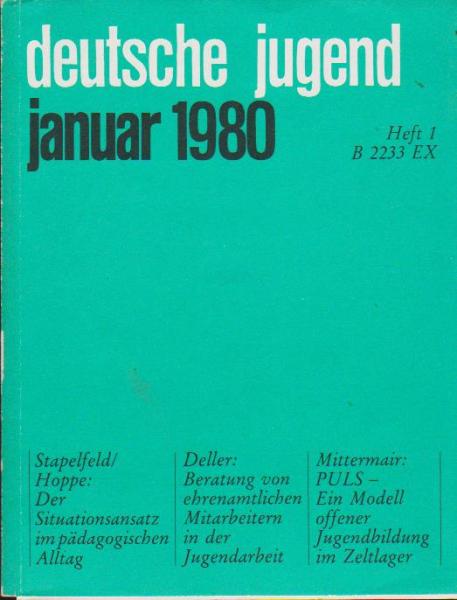 deutsche jugend
januar 1980
Heft 1
B 2233 EX
Stapelfeld/
Hoppe:
Der
Situationsansatz
im pädagogischen
Alltag
Deller:
Beratung von
ehrenamtlichen
Mitarbeitern
in der
Jugendarbeit
Mittermair:
PULS –
Ein Modell
offener
Jugendbildung
im Zeltlager